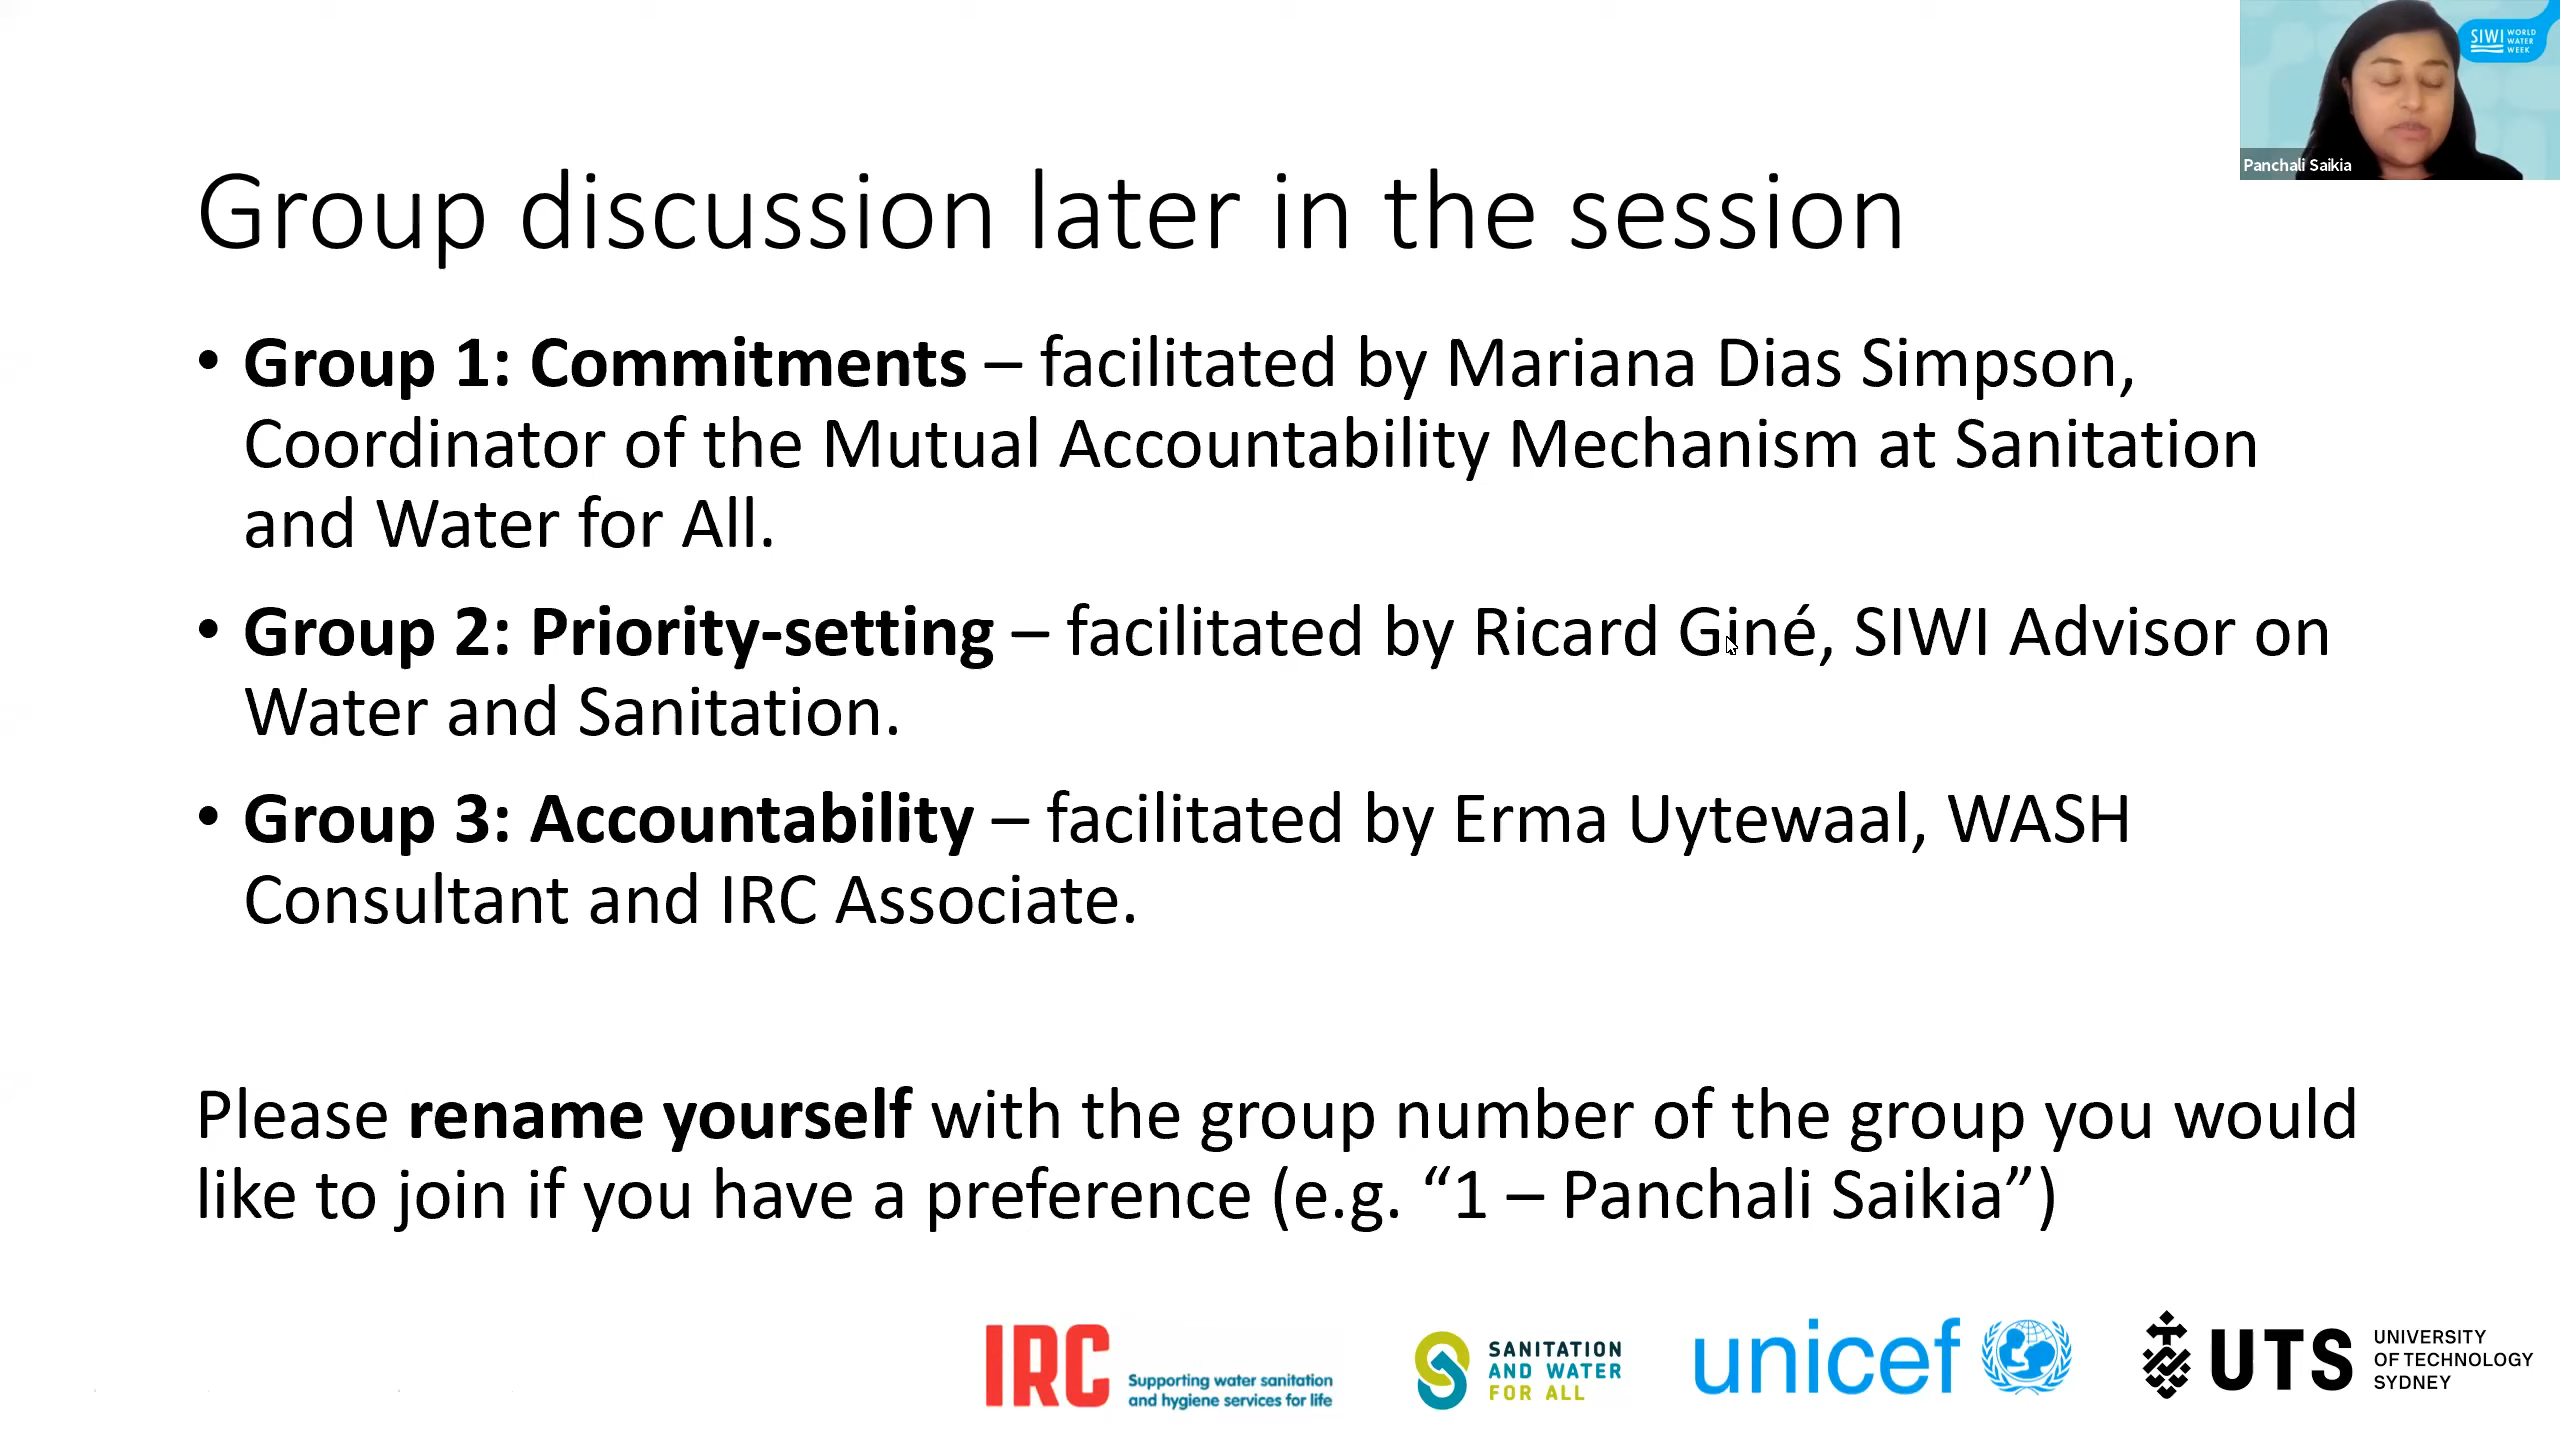 SIWI WORLD WATER WEEK
Panchali Saikia
Group discussion later in the session
• Group 1: Commitments – facilitated by Mariana Dias Simpson,
Coordinator of the Mutual Accountability Mechanism at Sanitation
and Water for All.
• Group 2: Priority-setting – facilitated by Ricard Giné, SIWI Advisor on
Water and Sanitation.
• Group 3: Accountability – facilitated by Erma Uytewaal, WASH
Consultant and IRC Associate.
Please rename yourself with the group number of the group you would
like to join if you have a preference (e.g. “1 – Panchali Saikia”)
IRC
Supporting water sanitation
and hygiene services for life
SANITATION
AND WATER
FOR ALL
unicef
UTS
UNIVERSITY
OF TECHNOLOGY
SYDNEY